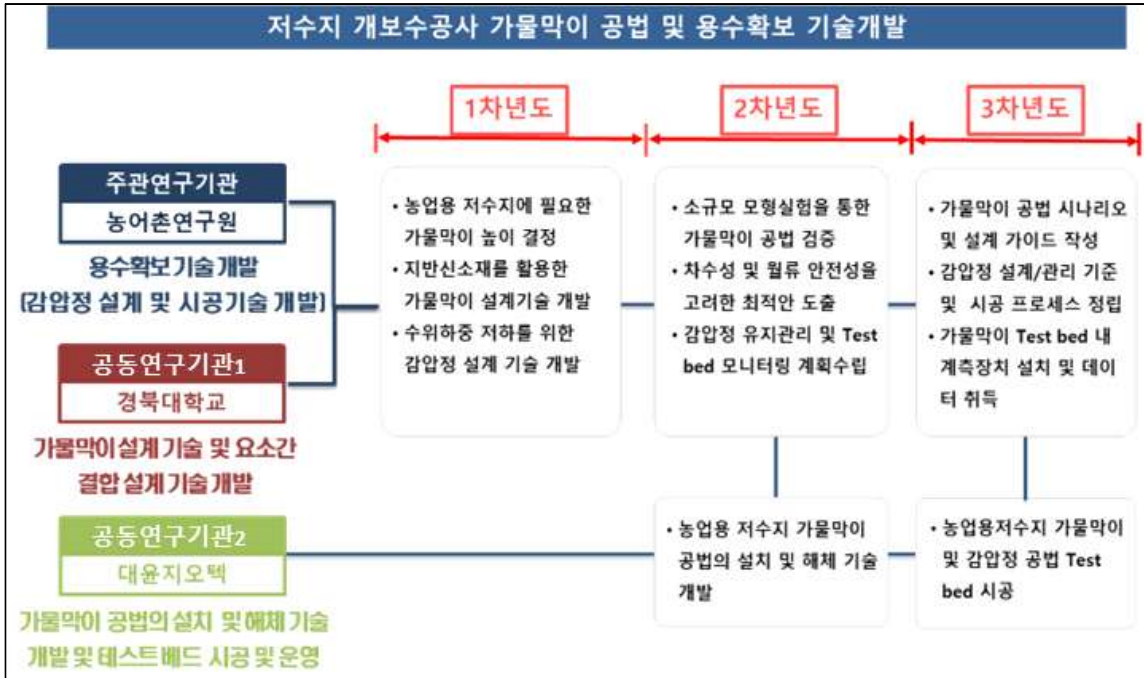 저수지 개보수공사 가물막이 공법 및 용수확보 기술개발
1차년도
2차년도
3차년도
주관연구기관
농어촌연구원
용수확보 기술 개발
(감압정 설계 및 시공기술 개발)
공동연구기관1
경북대학교
가물막이 설계 기술 및 요소간
결합 설계 기술 개발
공동연구기관2
대윤지오텍
가물막이 공법의 설치 및 해체 기술
개발 및 테스트베드 시공 및 운영
• 농업용 저수지에 필요한
가물막이 높이 결정
• 지반신소재를 활용한
가물막이 설계기술 개발
• 수위하중 저하를 위한
감압정 설계 기술 개발
• 소규모 모형실험을 통한
가물막이 공법 검증
• 차수성 및 월류 안전성을
고려한 최적안 도출
• 감압정 유지관리 및 Test
bed 모니터링 계획수립
• 가물막이 공법 시나리오
및 설계 가이드 작성
• 감압정 설계/관리 기준
및 시공 프로세스 정립
• 가물막이 Test bed 내
계측장치 설치 및 데이
터 취득
• 농업용 저수지 가물막이
공법의 설치 및 해체 기술
개발
• 농업용저수지 가물막이
및 감압정 공법 Test
bed 시공